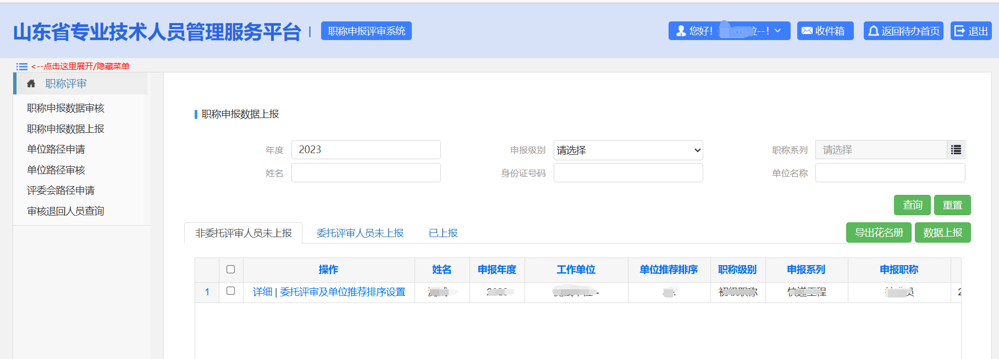 山东省专业技术人员管理服务平台 | 职称申报评审系统
您好! 位--!
收件箱
返回待办首页
退出
<--点击这里展开/隐藏菜单
职称评审
职称申报数据审核
职称申报数据上报
单位路径申请
单位路径审核
评委会路径申请
审核退回人员查询
职称申报数据上报
年度 2023 申报级别 请选择 职称系列 请选择
姓名 身份证号码 单位名称
查询 重置
非委托评审人员未上报 委托评审人员未上报 已上报 导出花名册 数据上报
操作 姓名 申报年度 工作单位 单位推荐排序 职称级别 申报系列 申报职称
1 详细 | 委托评审及单位推荐排序设置 初级职称 快递工程 员 2